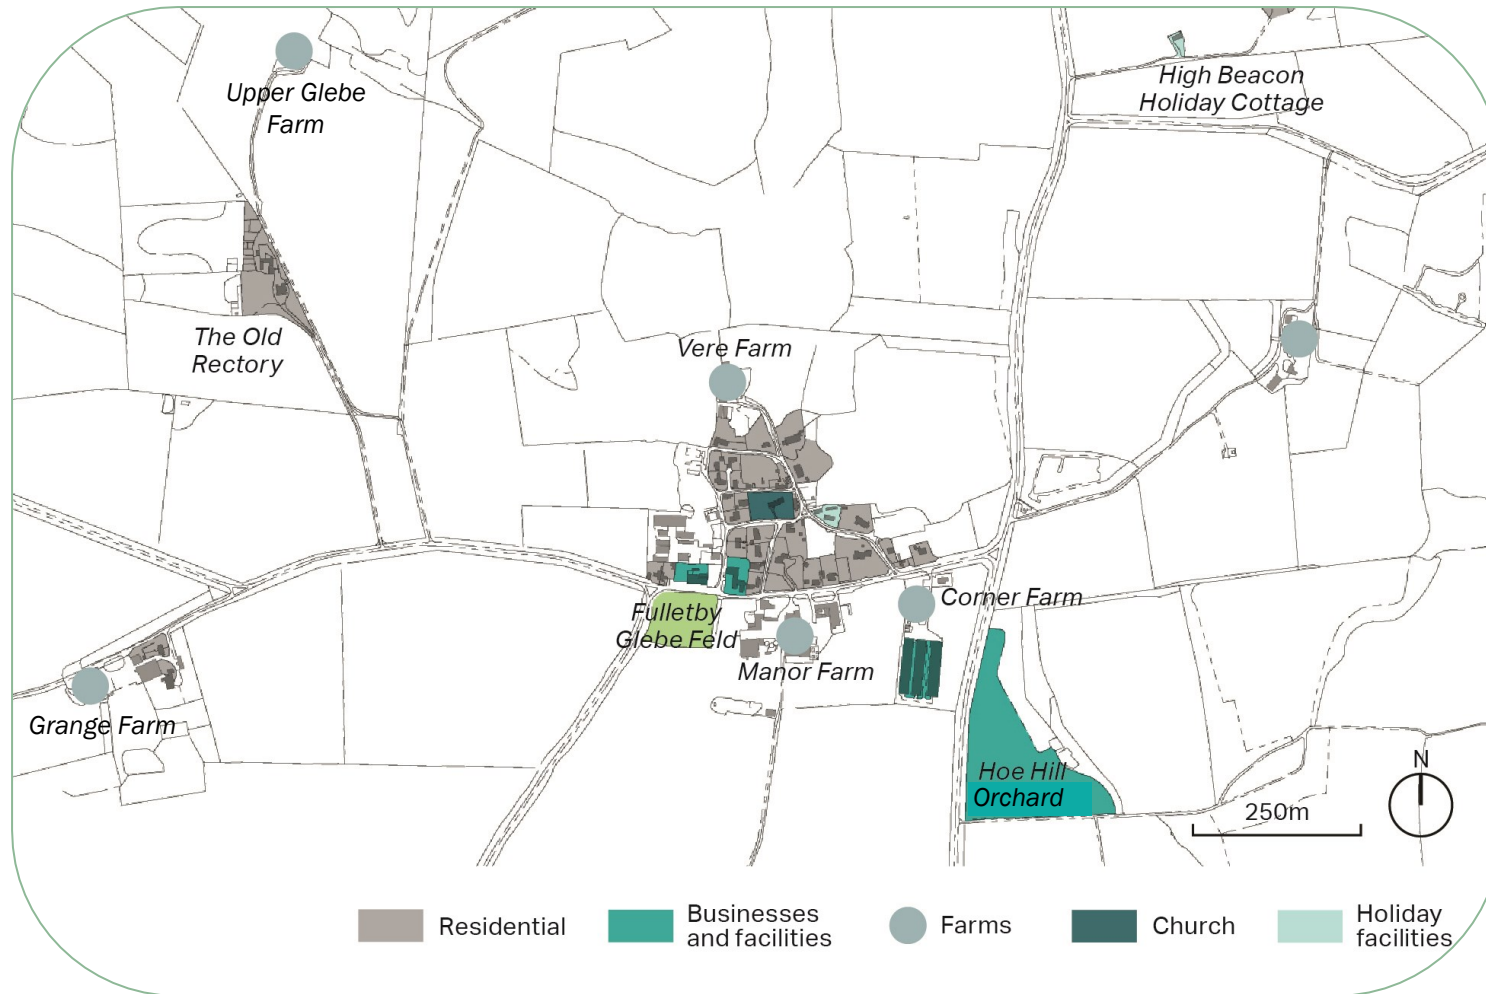 Upper Glebe
Farm
High Beacon
Holiday Cottage
The Old
Rectory
Vere Farm
Fulletby
Glebe Feld
Corner Farm
Manor Farm
Grange Farm
Hoe Hill
Orchard
N
250m
Residential
Businesses
and facilities
Farms
Church
Holiday
facilities